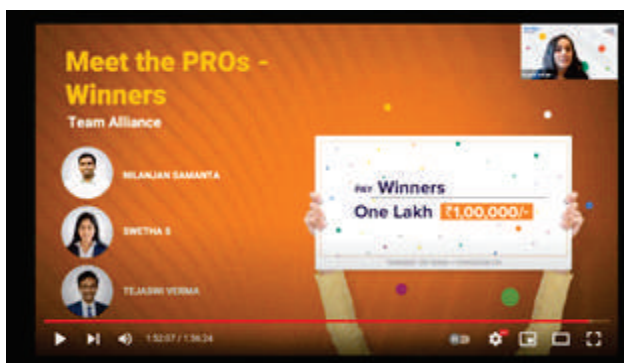 Meet the PROs -
Winners
Team Alliance
NILANJAN SAMANTA
SWETHA S
TEJASWI VERMA
PAY Winners
One Lakh ₹1,00,000/-
1:52:07 / 1:56:24